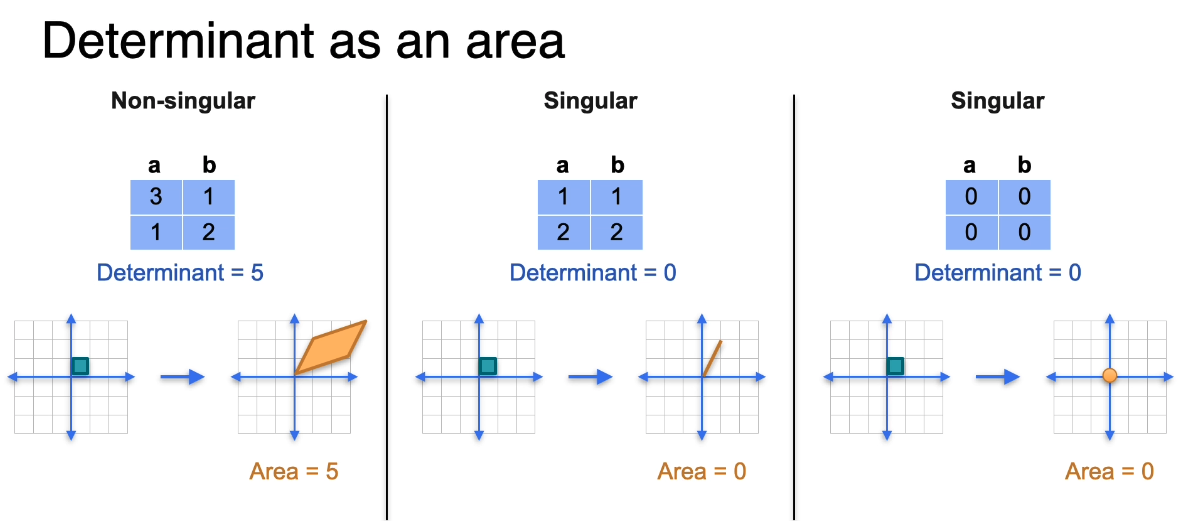 Determinant as an area
Non-singular
a b
3 1
1 2
Determinant = 5
Area = 5
Singular
a b
1 1
2 2
Determinant = 0
Area = 0
Singular
a b
0 0
0 0
Determinant = 0
Area = 0